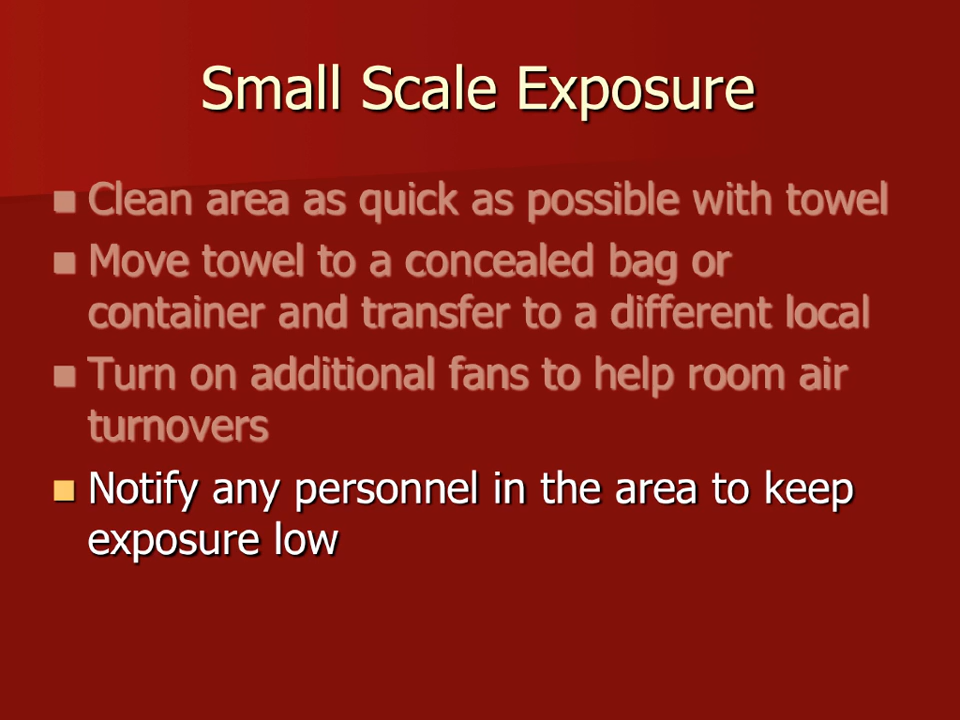 Small Scale Exposure
Clean area as quick as possible with towel
Move towel to a concealed bag or
container and transfer to a different local
Turn on additional fans to help room air
turnovers
Notify any personnel in the area to keep
exposure low